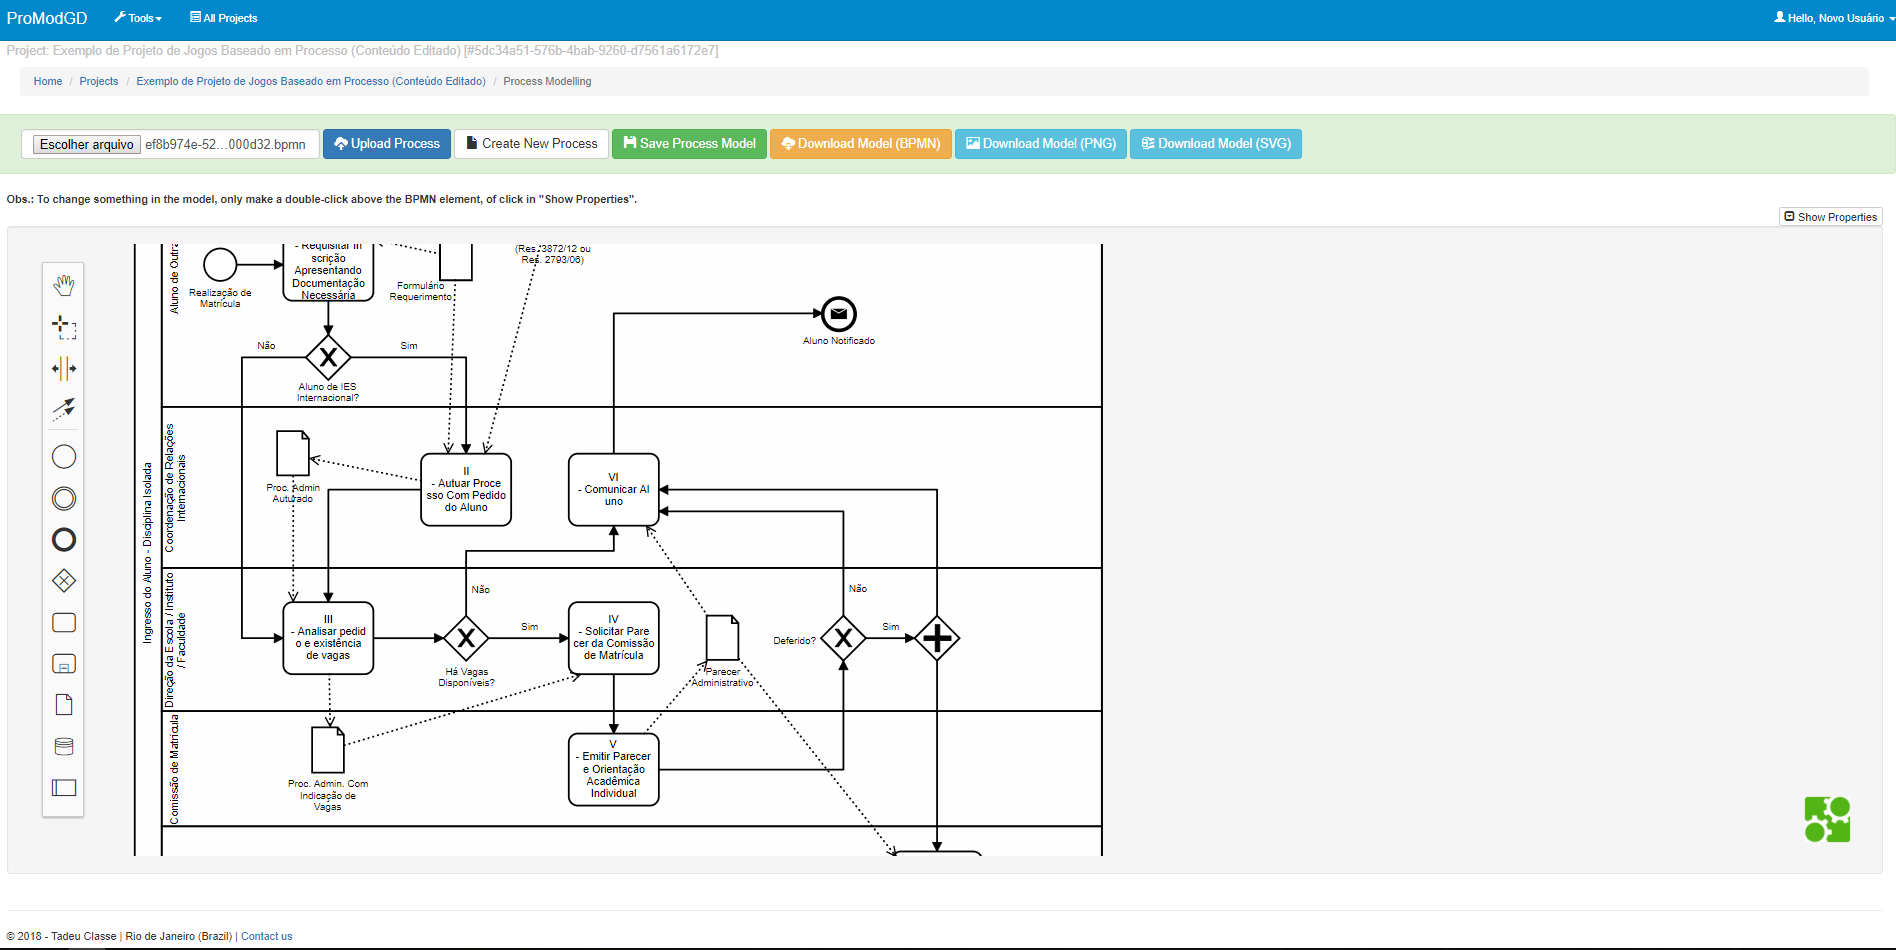 ProModGD Tools All Projects Hello, Novo Usuário
Project: Exemplo de Projeto de Jogos Baseado em Processo (Conteúdo Editado) [#5dc34a51-576b-4bab-9260-d7561a6172e7]
Home / Projects / Exemplo de Projeto de Jogos Baseado em Processo (Conteúdo Editado) / Process Modelling
Escolher arquivo ef8b974e-52...000d32.bpmn Upload Process Create New Process Save Process Model Download Model (BPMN) Download Model (PNG) Download Model (SVG)
Obs.: To change something in the model, only make a double-click above the BPMN element, of click in "Show Properties".
Show Properties
Ingresso do Aluno - Disciplina Isolada
Aluno de Outra
Realização de
Matrícula
- Requisitar In
scrição
Apresentando
Documentação
Necessária
Formulário
Requerimento
(Res. 3872/12 ou
Res. 2793/06)
Aluno Notificado
Não
Sim
Aluno de IES
Internacional?
Coordenação de Relações
Internacionais
Proc. Admin
Auturado
II
- Autuar Proce
sso Com Pedido
do Aluno
VI
- Comunicar Al
uno
Direção da Escola / Instituto
/ Faculdade
III
- Analisar pedid
o e existência
de vagas
Não
Sim
Há Vagas
Disponíveis?
IV
- Solicitar Pare
cer da Comissão
de Matrícula
Parecer
Administrativo
Deferido?
Não
Sim
Comissão de Matrícula
Proc. Admin. Com
Indicação de
Vagas
V
- Emitir Parecer
e Orientação
Acadêmica
Individual
© 2018 - Tadeu Classe | Rio de Janeiro (Brazil) | Contact us